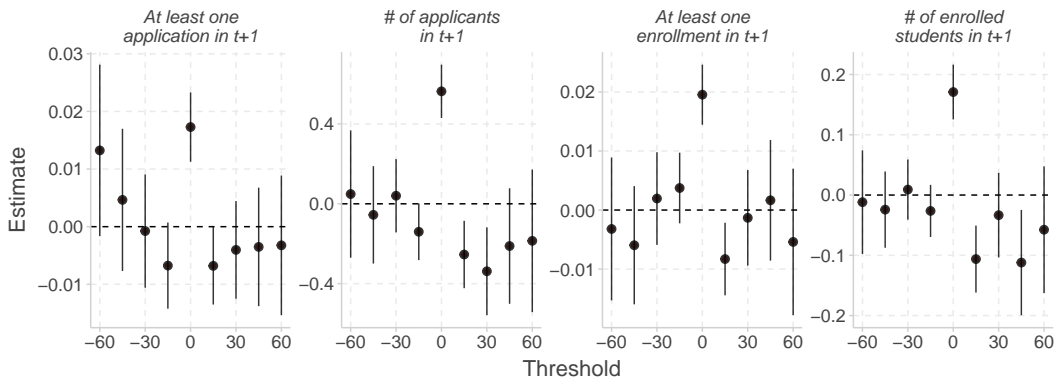 At least one
application in t+1
# of applicants
in t+1
At least one
enrollment in t+1
# of enrolled
students in t+1
Estimate
0.03
0.02
0.01
0.00
−0.01
−60 −30 0 30 60
0.4
0.0
−0.4
−60 −30 0 30 60
0.02
0.01
0.00
−0.01
−60 −30 0 30 60
0.2
0.1
0.0
−0.1
−0.2
−60 −30 0 30 60
Threshold